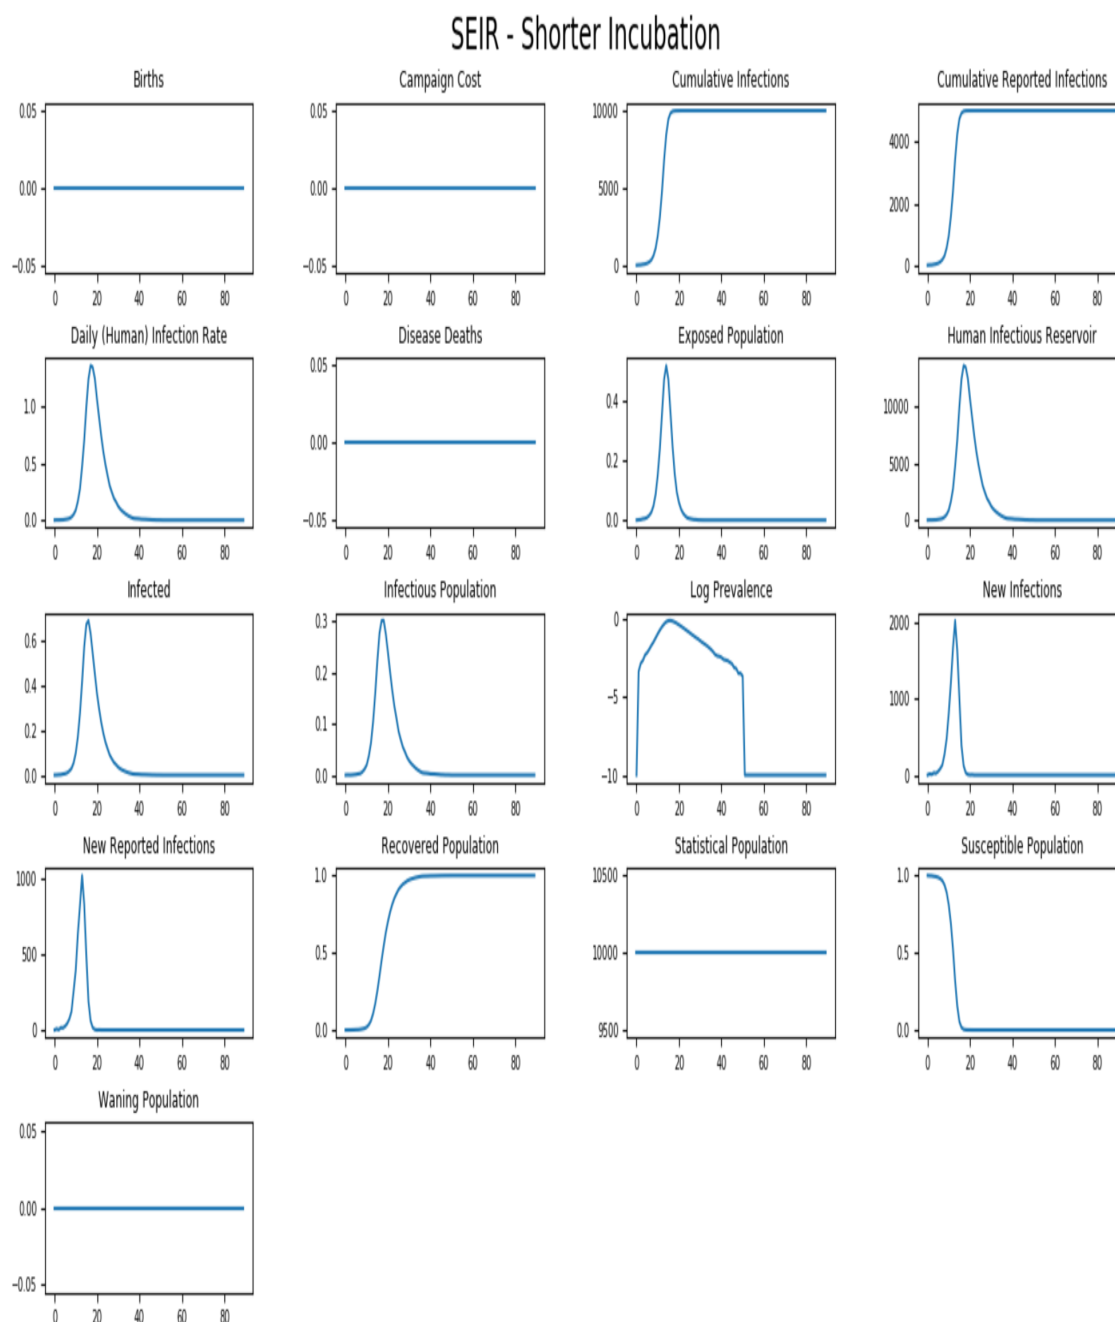 SEIR - Shorter Incubation
Births
Campaign Cost
Cumulative Infections
Cumulative Reported Infections
0.05
0.00
−0.05
0 20 40 60 80
0.05
0.00
−0.05
0 20 40 60 80
10000
5000
0
0 20 40 60 80
4000
2000
0
0 20 40 60 80
Daily (Human) Infection Rate
Disease Deaths
Exposed Population
Human Infectious Reservoir
1.0
0.5
0.0
0 20 40 60 80
0.05
0.00
−0.05
0 20 40 60 80
0.4
0.2
0.0
0 20 40 60 80
10000
5000
0
0 20 40 60 80
Infected
Infectious Population
Log Prevalence
New Infections
0.6
0.4
0.2
0.0
0 20 40 60 80
0.3
0.2
0.1
0.0
0 20 40 60 80
0
−5
−10
0 20 40 60 80
2000
1000
0
0 20 40 60 80
New Reported Infections
Recovered Population
Statistical Population
Susceptible Population
1000
500
0
0 20 40 60 80
1.0
0.5
0.0
0 20 40 60 80
10500
10000
9500
0 20 40 60 80
1.0
0.5
0.0
0 20 40 60 80
Waning Population
0.05
0.00
−0.05
0 20 40 60 80